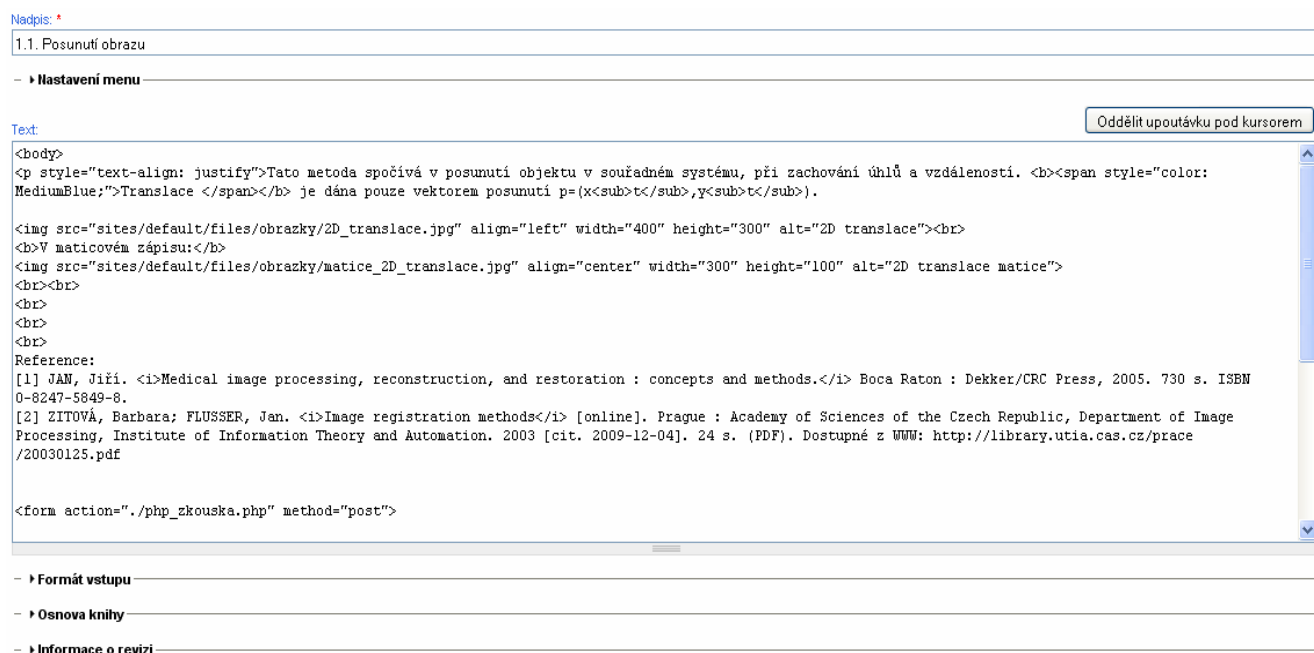 Nadpis: *
1.1. Posunutí obrazu
Nastavení menu
Oddělit upoutávku pod kursorem
Text:
<body>
<p style="text-align: justify">Tato metoda spočívá v posunutí objektu v souřadném systému, při zachování úhlů a vzdáleností. <b><span style="color:
MediumBlue;">Translace </span></b> je dána pouze vektorem posunutí p=(x<sub>t</sub>,y<sub>t</sub>).
<img src="sites/default/files/obrazky/2D_translace.jpg" align="left" width="400" height="300" alt="2D translace"><br>
<b>V maticovém zápisu:</b>
<img src="sites/default/files/obrazky/matice_2D_translace.jpg" align="center" width="300" height="100" alt="2D translace matice">
<br><br>
<br>
<br>
<br>
Reference:
[1] JAN, Jiří. <i>Medical image processing, reconstruction, and restoration : concepts and methods.</i> Boca Raton : Dekker/CRC Press, 2005. 730 s. ISBN
0-8247-5849-8.
[2] ZITOVÁ, Barbara; FLUSSER, Jan. <i>Image registration methods</i> [online]. Prague : Academy of Sciences of the Czech Republic, Department of Image
Processing, Institute of Information Theory and Automation. 2003 [cit. 2009-12-04]. 24 s. (PDF). Dostupné z WWW: http://library.utia.cas.cz/prace
/20030125.pdf
<form action="./php_zkouska.php" method="post">
Formát vstupu
Osnova knihy
Informace o revizi